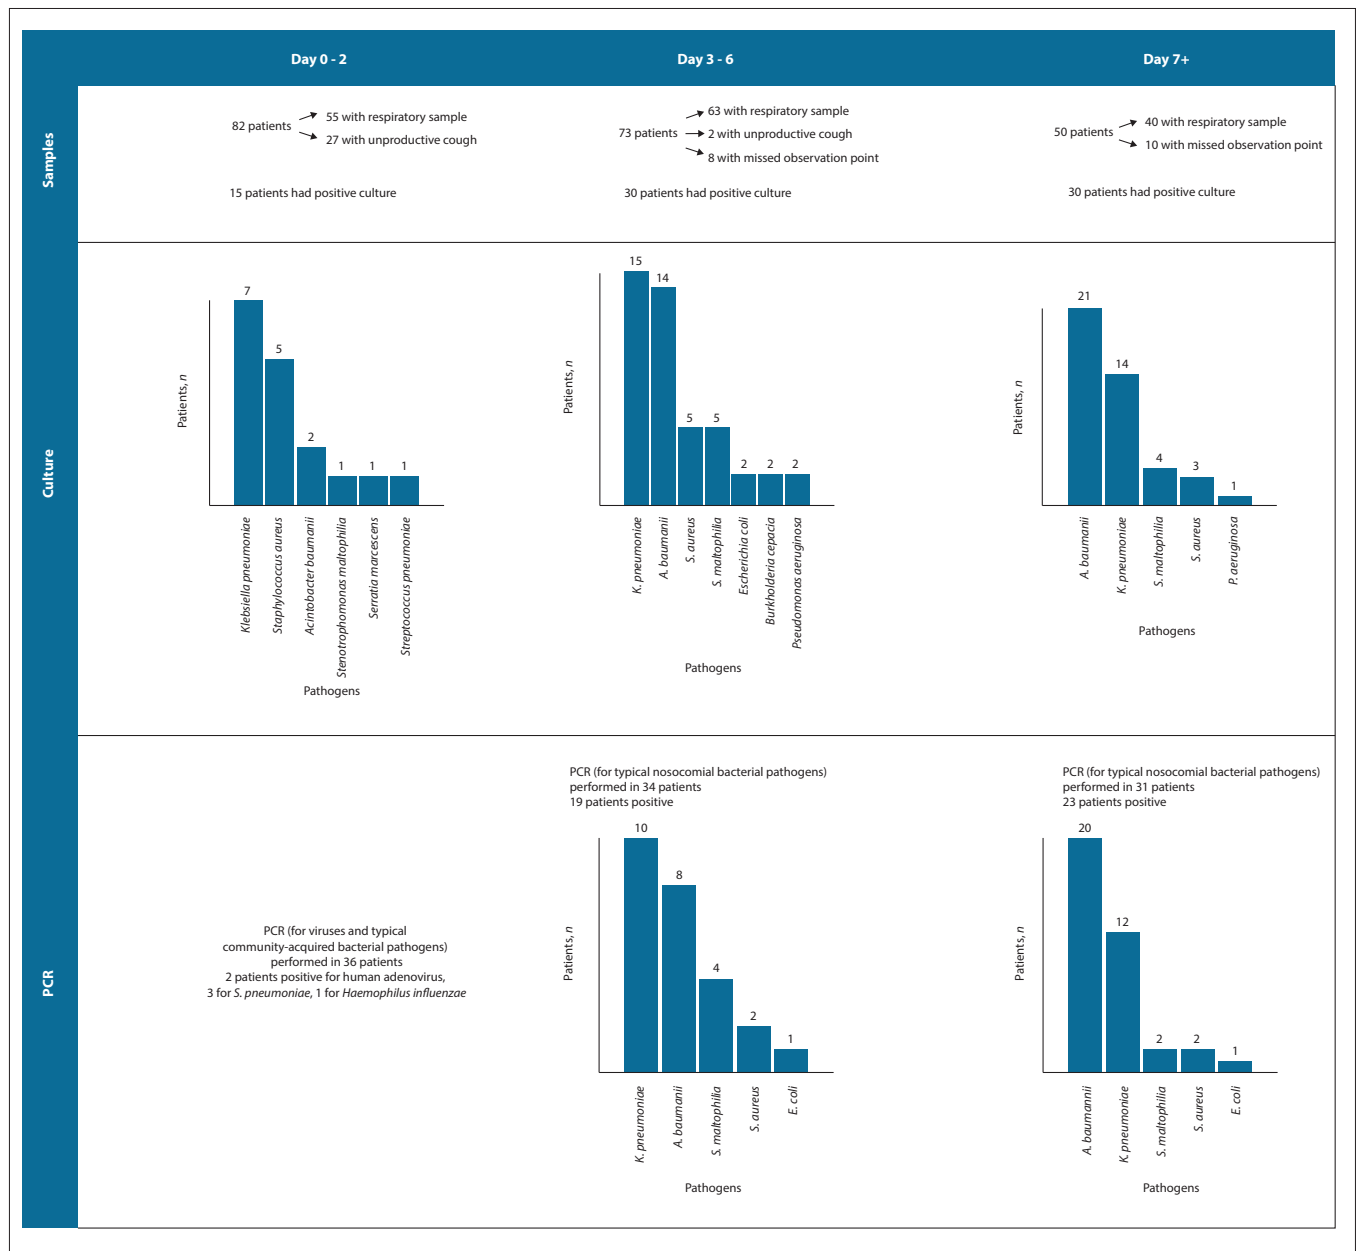 Day 0 - 2
Day 3 - 6
Day 7+
Samples
82 patients
55 with respiratory sample
27 with unproductive cough
15 patients had positive culture
73 patients
63 with respiratory sample
2 with unproductive cough
8 with missed observation point
30 patients had positive culture
50 patients
40 with respiratory sample
10 with missed observation point
30 patients had positive culture
Culture
Patients, n
7
5
2
1
1
1
Klebsiella pneumoniae
Staphylococcus aureus
Acintobacter baumanii
Stenotrophomonas maltophilia
Serratia marcescens
Streptococcus pneumoniae
Pathogens
Patients, n
15
14
5
5
2
2
2
K. pneumoniae
A. baumanii
S. aureus
S. maltophilia
Escherichia coli
Burkholderia cepacia
Pseudomonas aeruginosa
Pathogens
Patients, n
21
14
4
3
1
A. baumanii
K. pneumoniae
S. maltophilia
S. aureus
P. aeruginosa
Pathogens
PCR
PCR (for viruses and typical
community-acquired bacterial pathogens)
performed in 36 patients
2 patients positive for human adenovirus,
3 for S. pneumoniae, 1 for Haemophilus influenzae
PCR (for typical nosocomial bacterial pathogens)
performed in 34 patients
19 patients positive
Patients, n
10
8
4
2
1
K. pneumoniae
A. baumanii
S. maltophilia
S. aureus
E. coli
Pathogens
PCR (for typical nosocomial bacterial pathogens)
performed in 31 patients
23 patients positive
Patients, n
20
12
2
2
1
A. baumannii
K. pneumoniae
S. maltophilia
S. aureus
E. coli
Pathogens